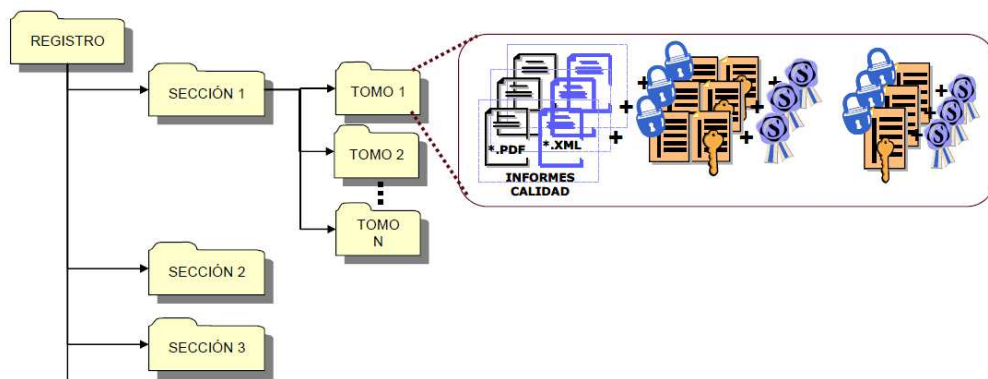 REGISTRO
SECCIÓN 1
TOMO 1
TOMO 2
TOMO
N
*.PDF
*.XML
INFORMES
CALIDAD
+
+
+
+
+
+
+
+
+
S
S
S
S
S
S
SECCIÓN 2
SECCIÓN 3